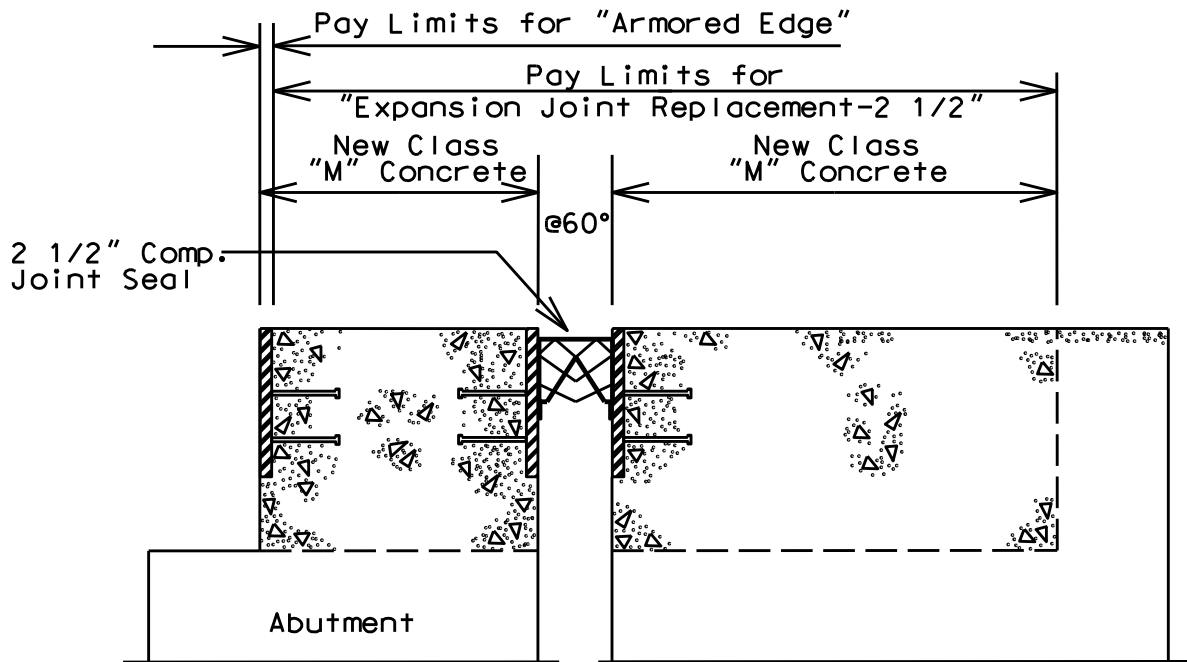 Pay Limits for "Armored Edge"
Pay Limits for
"Expansion Joint Replacement-2 1/2"
New Class
"M" Concrete
New Class
"M" Concrete
@60°
2 1/2" Comp.
Joint Seal
Abutment